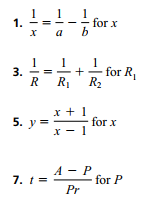 1. 1/x = 1/a − 1/b for x
3. 1/R = 1/R₁ + 1/R₂ for R₁
5. y = (x + 1)/(x − 1) for x
7. t = (A − P)/(Pr) for P